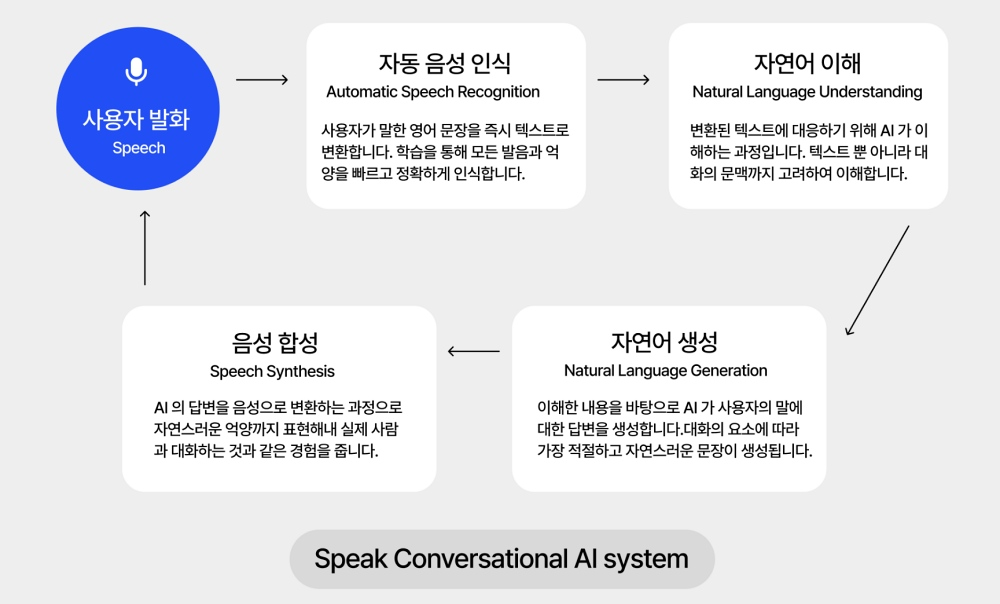 사용자 발화
Speech
자동 음성 인식
Automatic Speech Recognition
사용자가 말한 영어 문장을 즉시 텍스트로
변환합니다. 학습을 통해 모든 발음과 억
양을 빠르고 정확하게 인식합니다.
자연어 이해
Natural Language Understanding
변환된 텍스트에 대응하기 위해 AI 가 이
해하는 과정입니다. 텍스트 뿐 아니라 대
화의 문맥까지 고려하여 이해합니다.
자연어 생성
Natural Language Generation
이해한 내용을 바탕으로 AI 가 사용자의 말에
대한 답변을 생성합니다.대화의 요소에 따라
가장 적절하고 자연스러운 문장이 생성됩니다.
음성 합성
Speech Synthesis
AI 의 답변을 음성으로 변환하는 과정으로
자연스러운 억양까지 표현해내 실제 사람
과 대화하는 것과 같은 경험을 줍니다.
Speak Conversational AI system